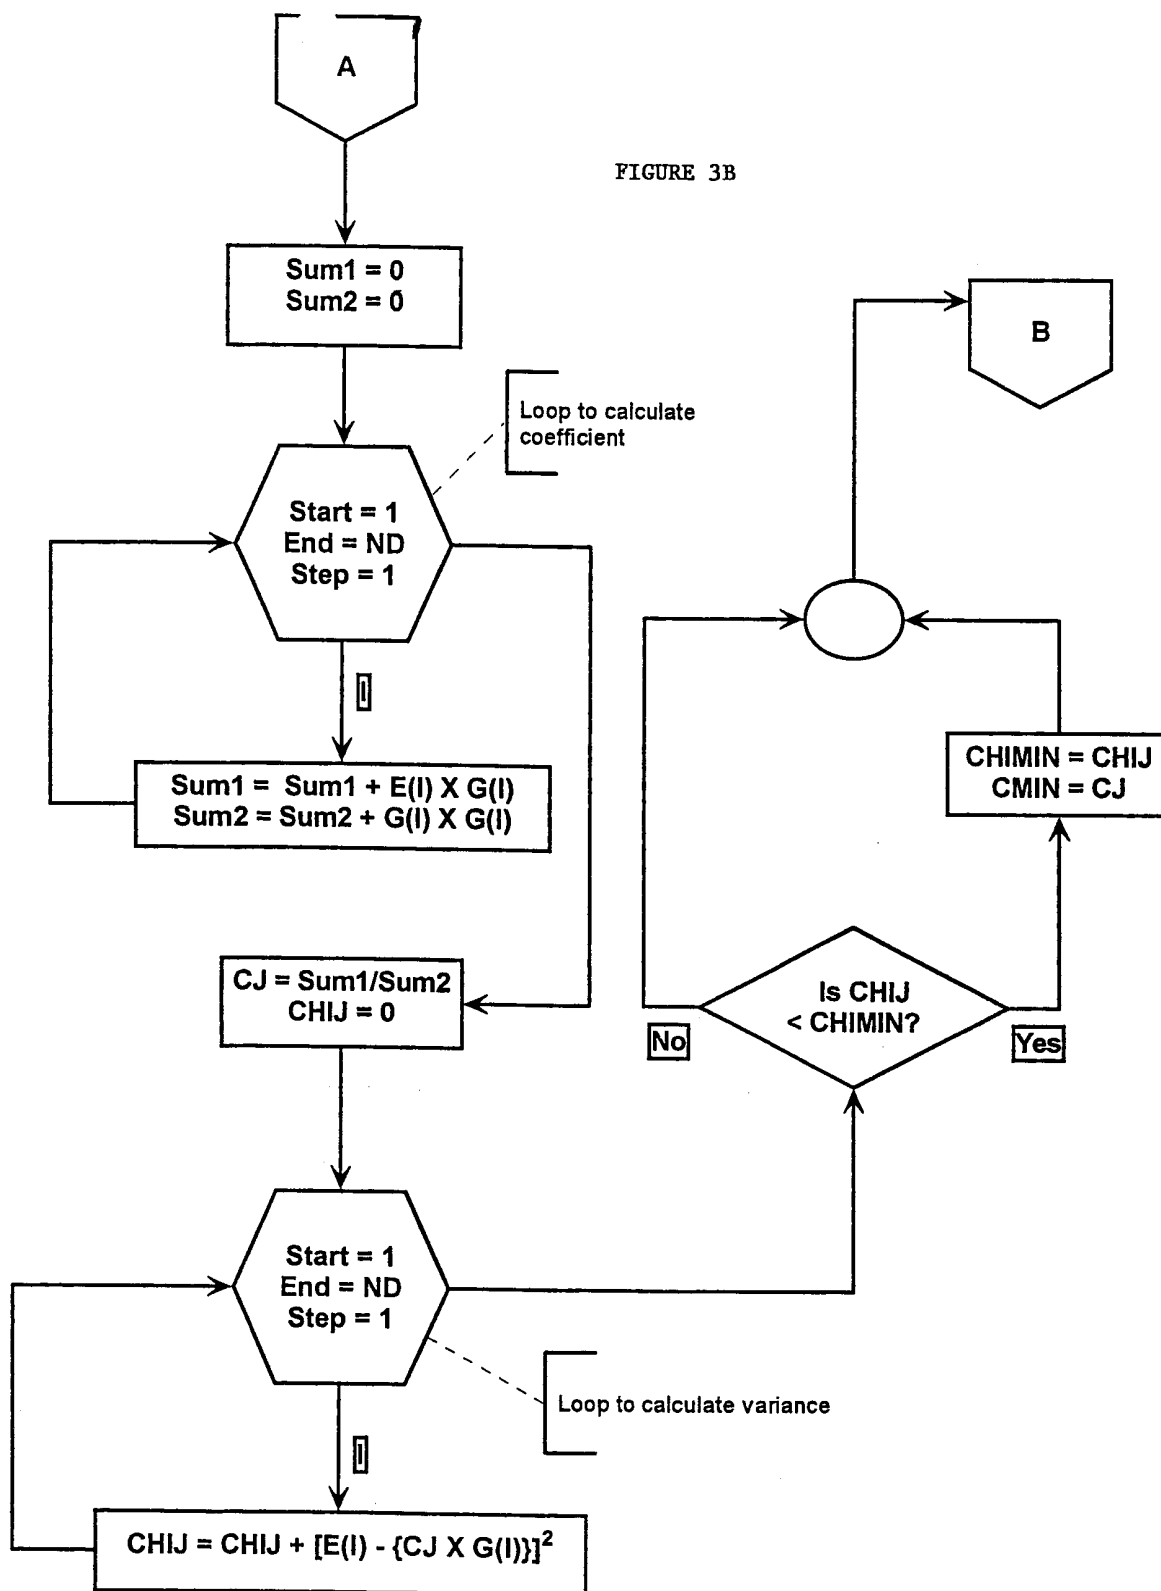 A
FIGURE 3B
Sum1 = 0
Sum2 = 0
B
Loop to calculate
coefficient
Start = 1
End = ND
Step = 1
I
Sum1 = Sum1 + E(I) X G(I)
Sum2 = Sum2 + G(I) X G(I)
CHIMIN = CHIJ
CMIN = CJ
CJ = Sum1/Sum2
CHIJ = 0
Is CHIJ
< CHIMIN?
No
Yes
Start = 1
End = ND
Step = 1
Loop to calculate variance
I
CHIJ = CHIJ + [E(I) - {CJ X G(I)}]²